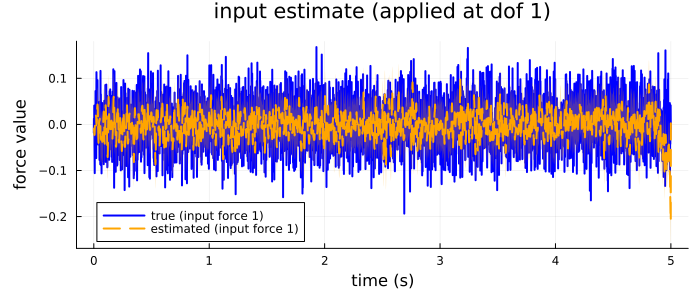 input estimate (applied at dof 1)
force value
0.1
0.0
−0.1
−0.2
true (input force 1)
estimated (input force 1)
0 1 2 3 4 5
time (s)